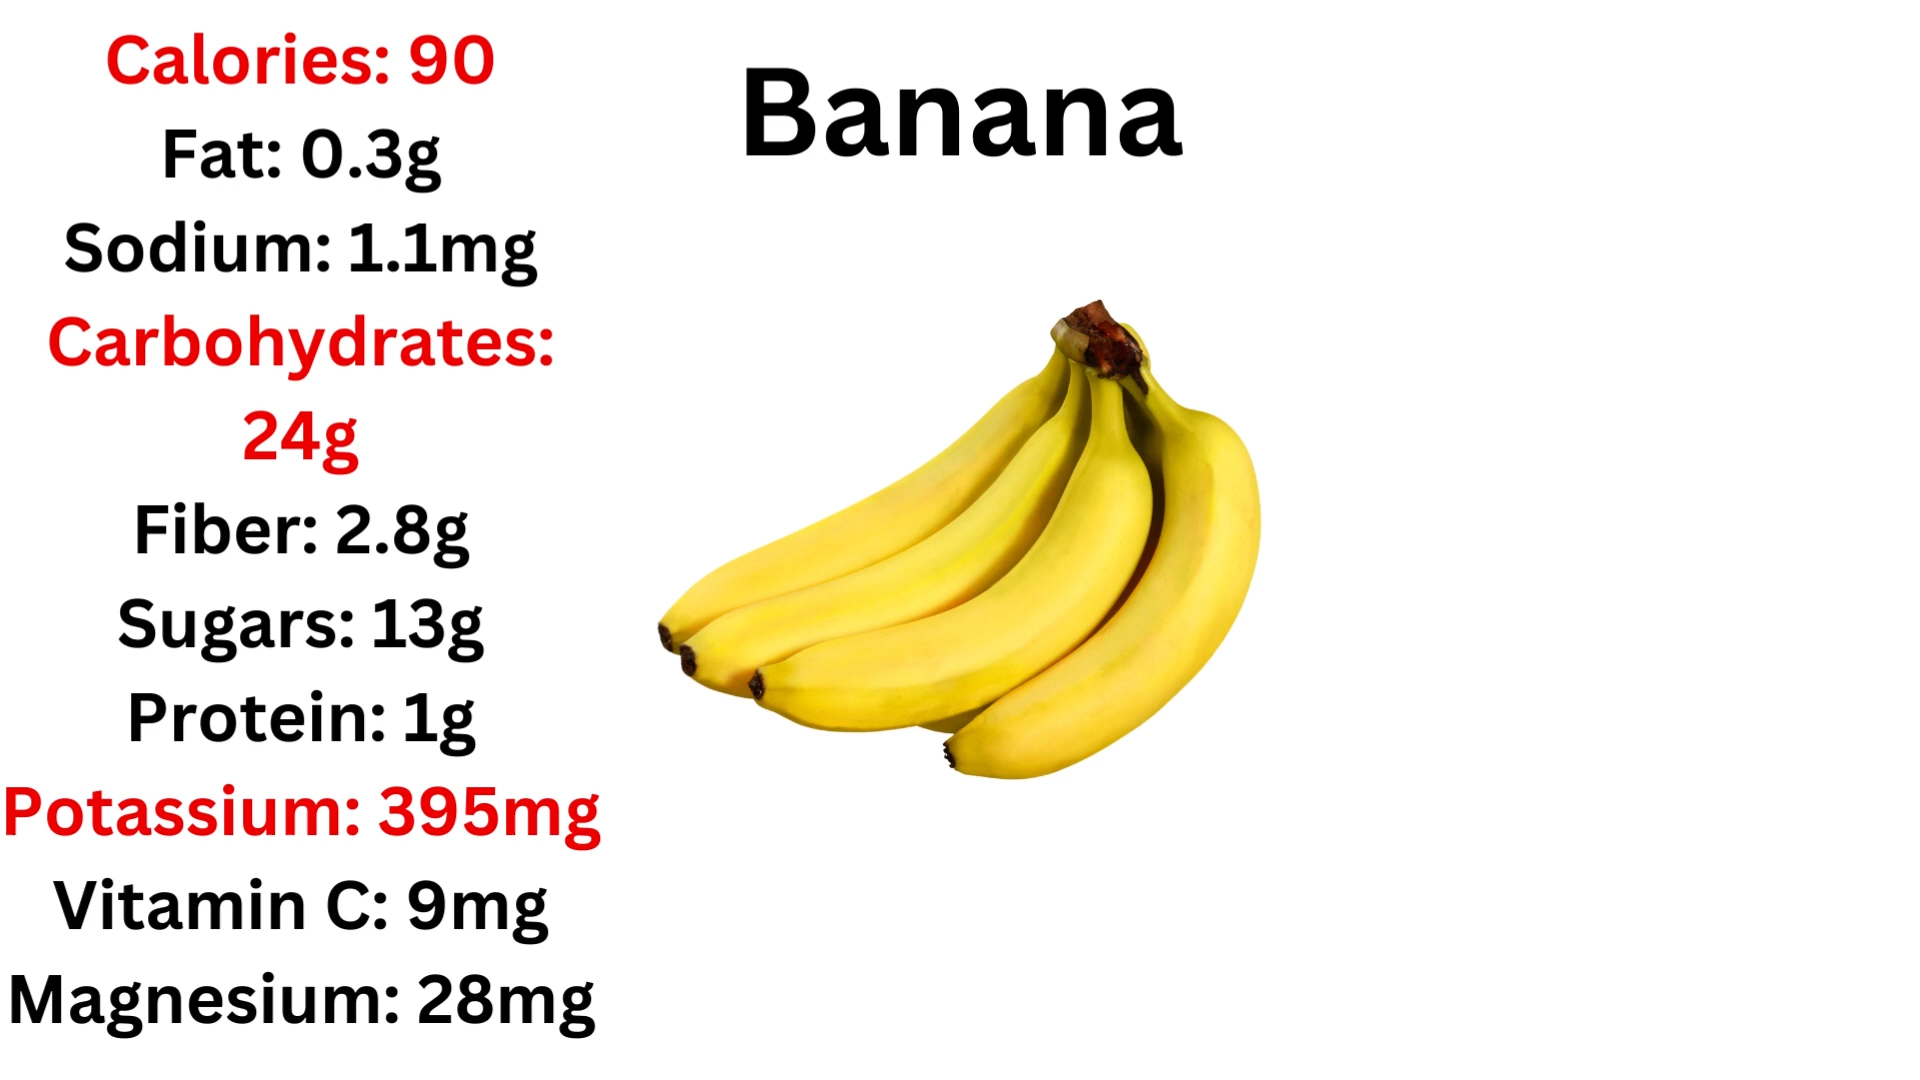 Calories: 90
Fat: 0.3g
Sodium: 1.1mg
Carbohydrates:
24g
Fiber: 2.8g
Sugars: 13g
Protein: 1g
Potassium: 395mg
Vitamin C: 9mg
Magnesium: 28mg
Banana